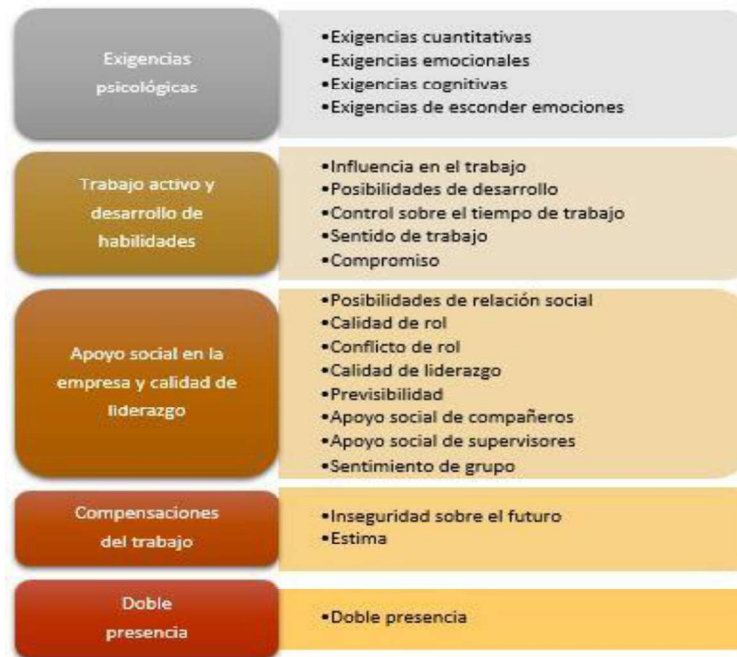 Exigencias
psicológicas
•Exigencias cuantitativas
•Exigencias emocionales
•Exigencias cognitivas
•Exigencias de esconder emociones
Trabajo activo y
desarrollo de
habilidades
•Influencia en el trabajo
•Posibilidades de desarrollo
•Control sobre el tiempo de trabajo
•Sentido de trabajo
•Compromiso
Apoyo social en la
empresa y calidad de
liderazgo
•Posibilidades de relación social
•Calidad de rol
•Conflicto de rol
•Calidad de liderazgo
•Previsibilidad
•Apoyo social de compañeros
•Apoyo social de supervisores
•Sentimiento de grupo
Compensaciones
del trabajo
•Inseguridad sobre el futuro
•Estima
Doble
presencia
•Doble presencia